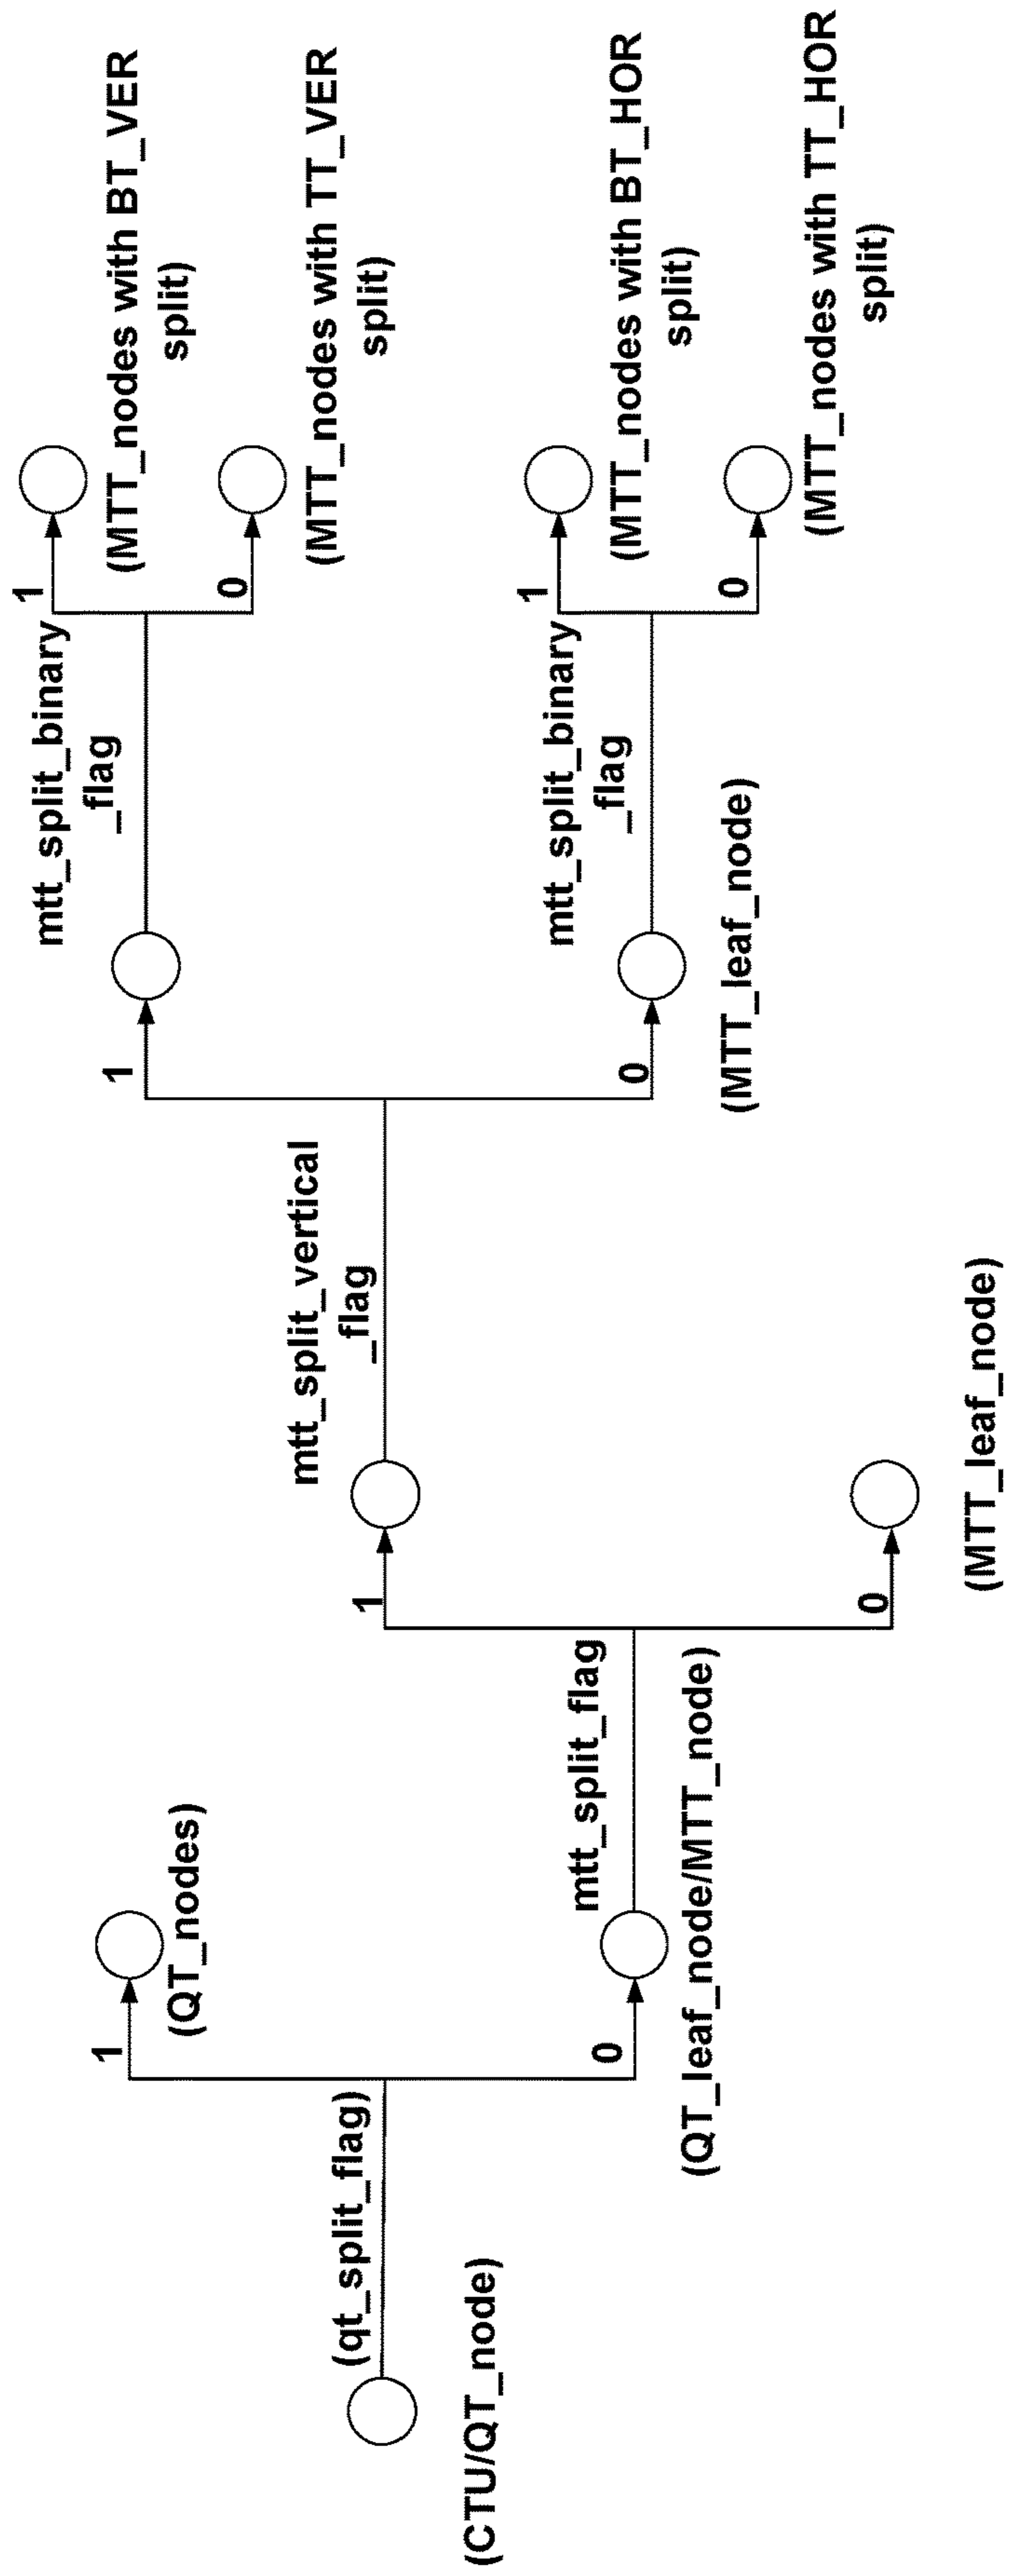 (CTU/QT_node)
(qt_split_flag)
1
(QT_nodes)
0
(QT_leaf_node/MTT_node)
mtt_split_flag
1
0
(MTT_leaf_node)
mtt_split_vertical
_flag
1
0
(MTT_leaf_node)
mtt_split_binary
_flag
1
(MTT_nodes with BT_VER
split)
0
(MTT_nodes with TT_VER
split)
mtt_split_binary
_flag
1
(MTT_nodes with BT_HOR
split)
0
(MTT_nodes with TT_HOR
split)